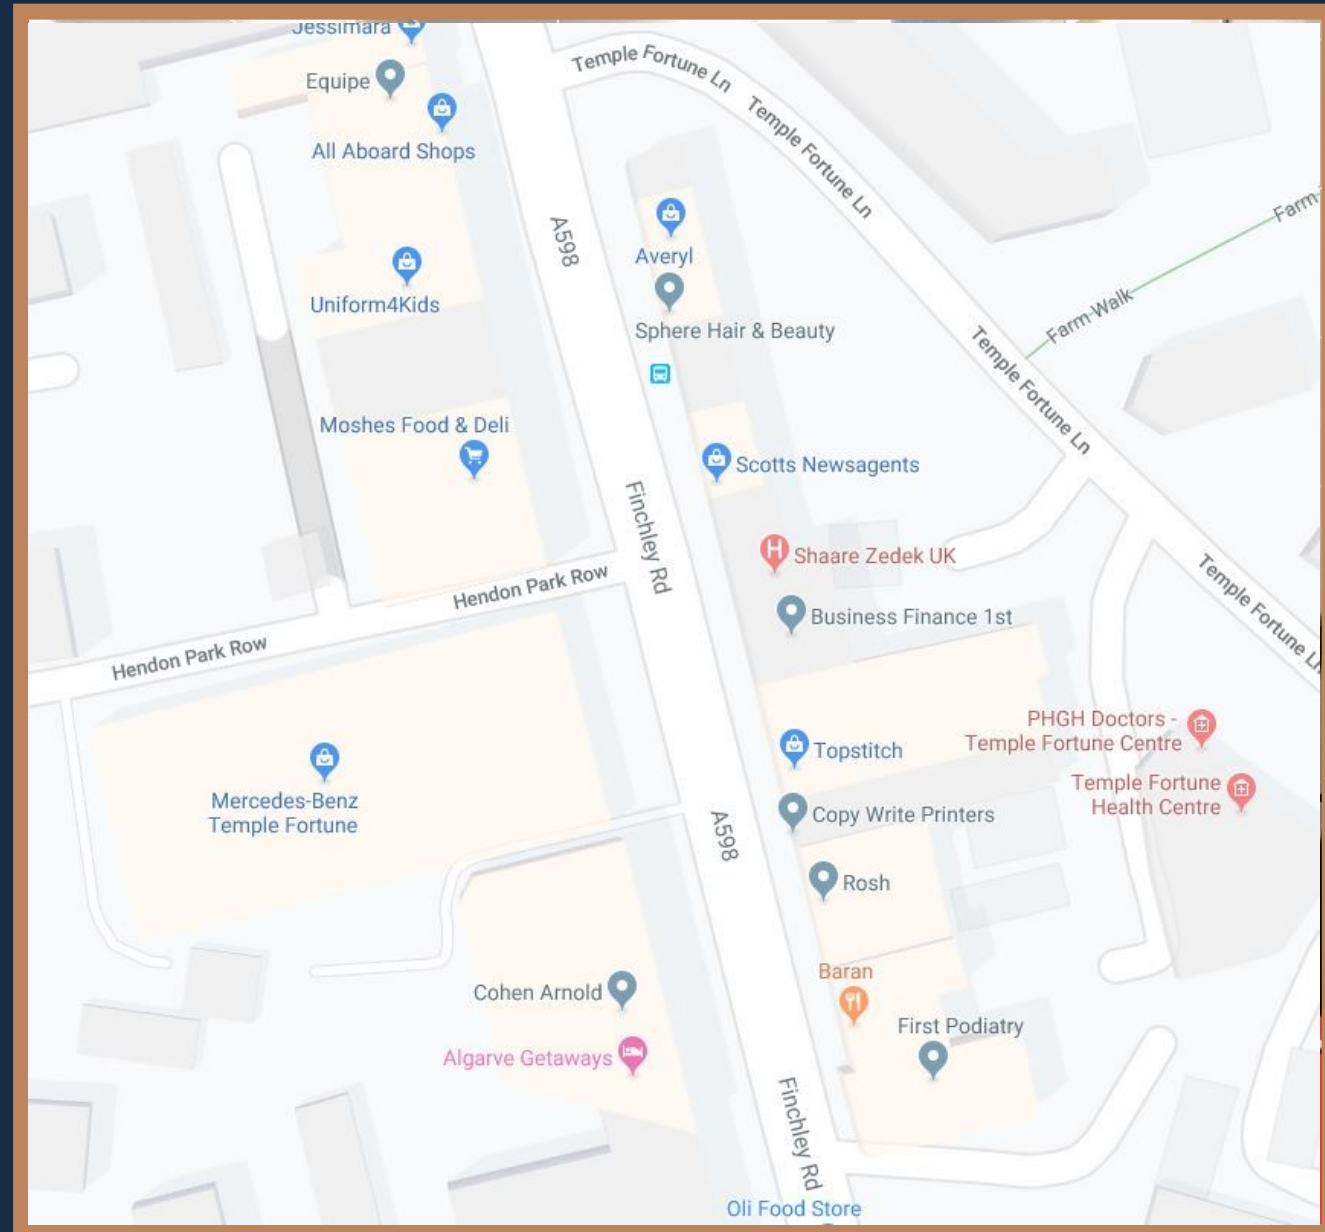 Jessimara
Temple Fortune Ln
Equipe
Temple Fortune Ln
All Aboard Shops
Farm-
A598
Averyl
Uniform4Kids
Farm-Walk
Sphere Hair & Beauty
Temple Fortune Ln
Moshes Food & Deli
Scotts Newsagents
Finchley Rd
H
Shaare Zedek UK
Hendon Park Row
Business Finance 1st
Temple Fortune Ln
Hendon Park Row
PHGH Doctors -
Temple Fortune Centre
Topstitch
Mercedes-Benz
Temple Fortune
Temple Fortune
Health Centre
Copy Write Printers
A598
Rosh
Baran
Cohen Arnold
First Podiatry
Algarve Getaways
Finchley Rd
Oli Food Store